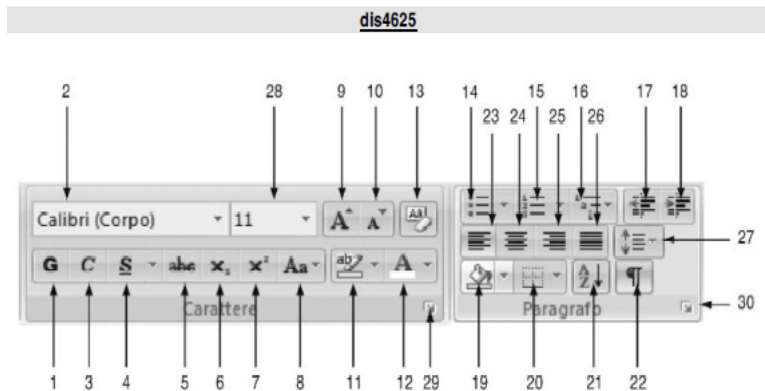 dis4625
2 28 9 10 13 14 15 16 17 18
23 24 25 26
Calibri (Corpo) 11 A A Aa
27
G C S abc x₂ x² Aa ab A
A Z ¶
Carattere Paragrafo 30
1 3 4 5 6 7 8 11 12 29 19 20 21 22